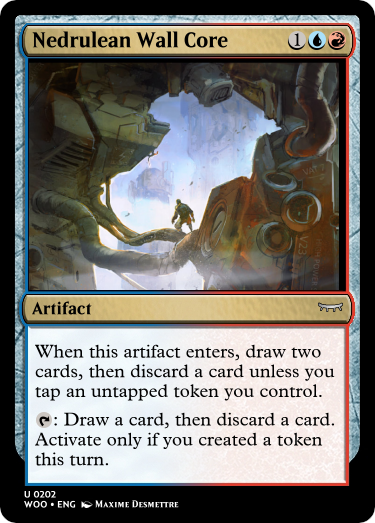 Nedrulean Wall Core
1
Artifact
When this artifact enters, draw two
cards, then discard a card unless you
tap an untapped token you control.
: Draw a card, then discard a card.
Activate only if you created a token
this turn.
U 0202
WOO • ENG Maxime Desmettre